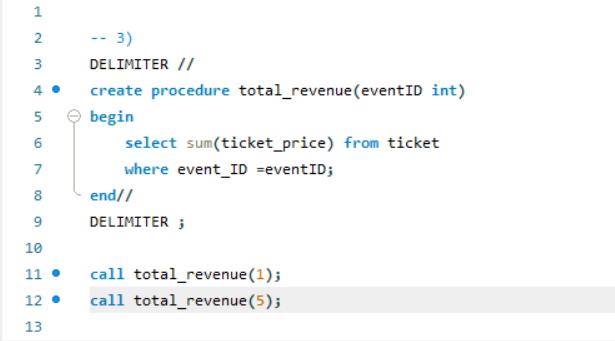 1
2 -- 3)
3 DELIMITER //
4 create procedure total_revenue(eventID int)
5 begin
6 select sum(ticket_price) from ticket
7 where event_ID =eventID;
8 end//
9 DELIMITER ;
10
11 call total_revenue(1);
12 call total_revenue(5);
13